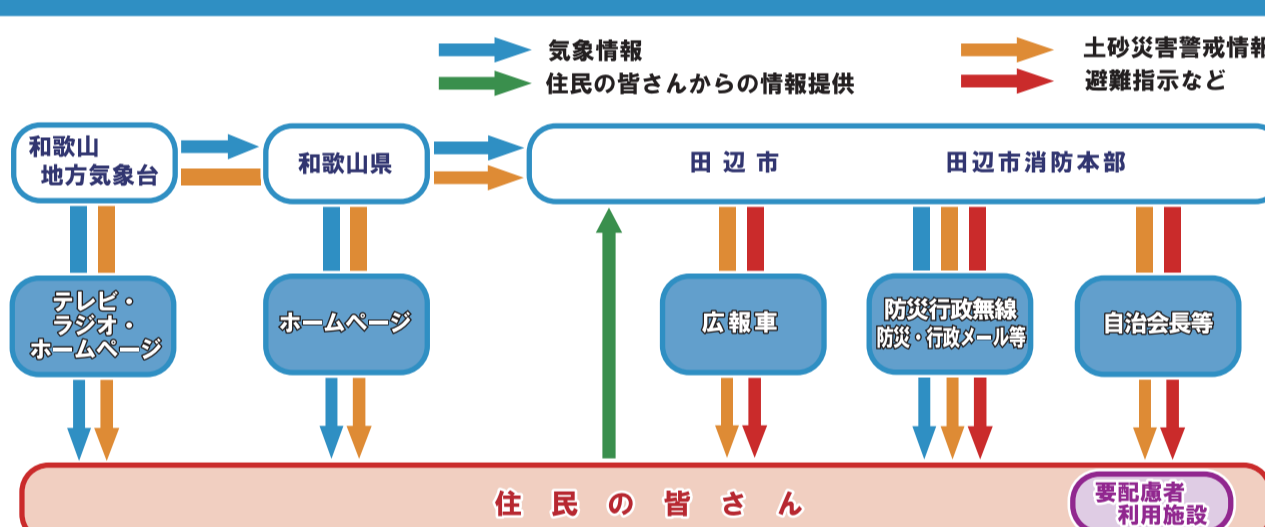 気象情報
住民の皆さんからの情報提供
土砂災害警戒情報
避難指示など
和歌山
地方気象台
和歌山県
田辺市
田辺市消防本部
テレビ・
ラジオ・
ホームページ
ホームページ
広報車
防災行政無線
防災・行政メール等
自治会長等
住民の皆さん
要配慮者
利用施設